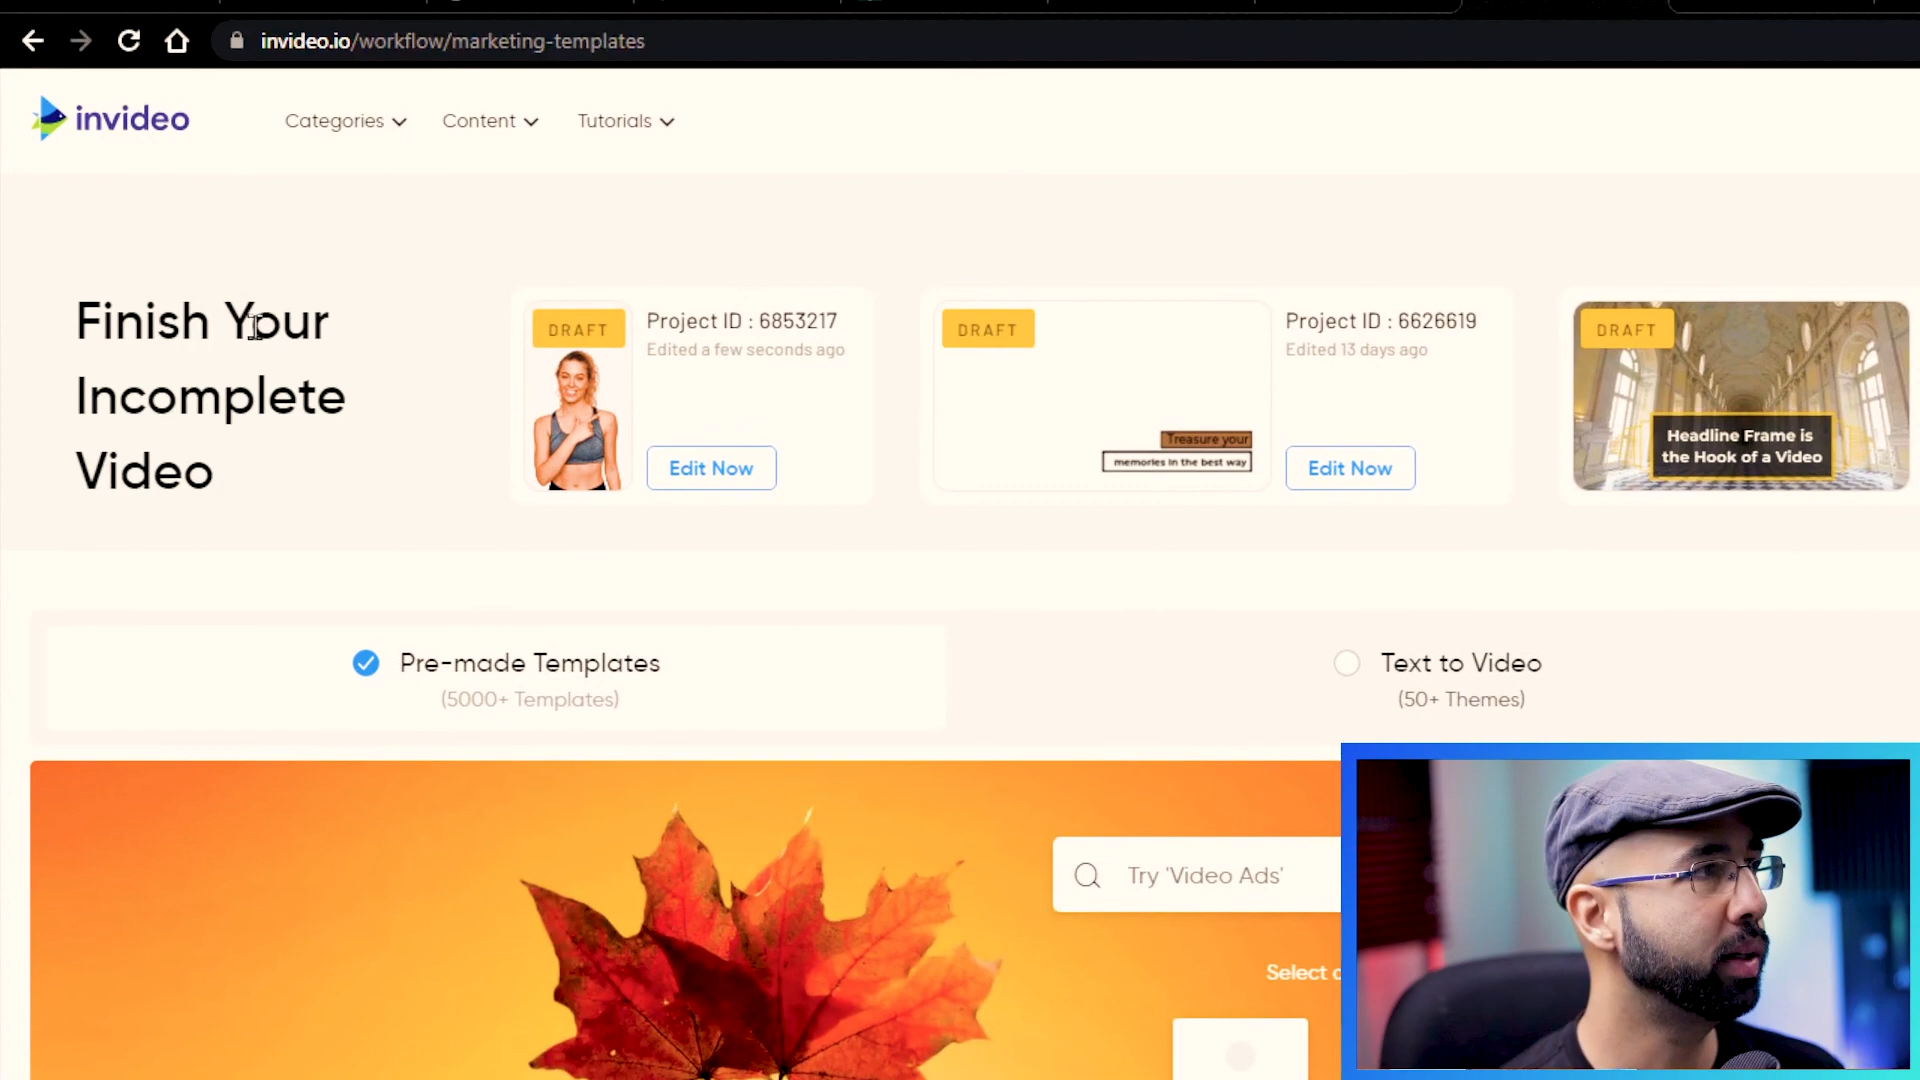 invideo.io/workflow/marketing-templates
invideo
Categories
Content
Tutorials
Finish Your
Incomplete
Video
DRAFT
Project ID : 6853217
Edited a few seconds ago
Edit Now
DRAFT
Treasure your
memories in the best way
Project ID : 6626619
Edited 13 days ago
Edit Now
DRAFT
Headline Frame is
the Hook of a Video
Pre-made Templates
(5000+ Templates)
Text to Video
(50+ Themes)
Try 'Video Ads'
Select